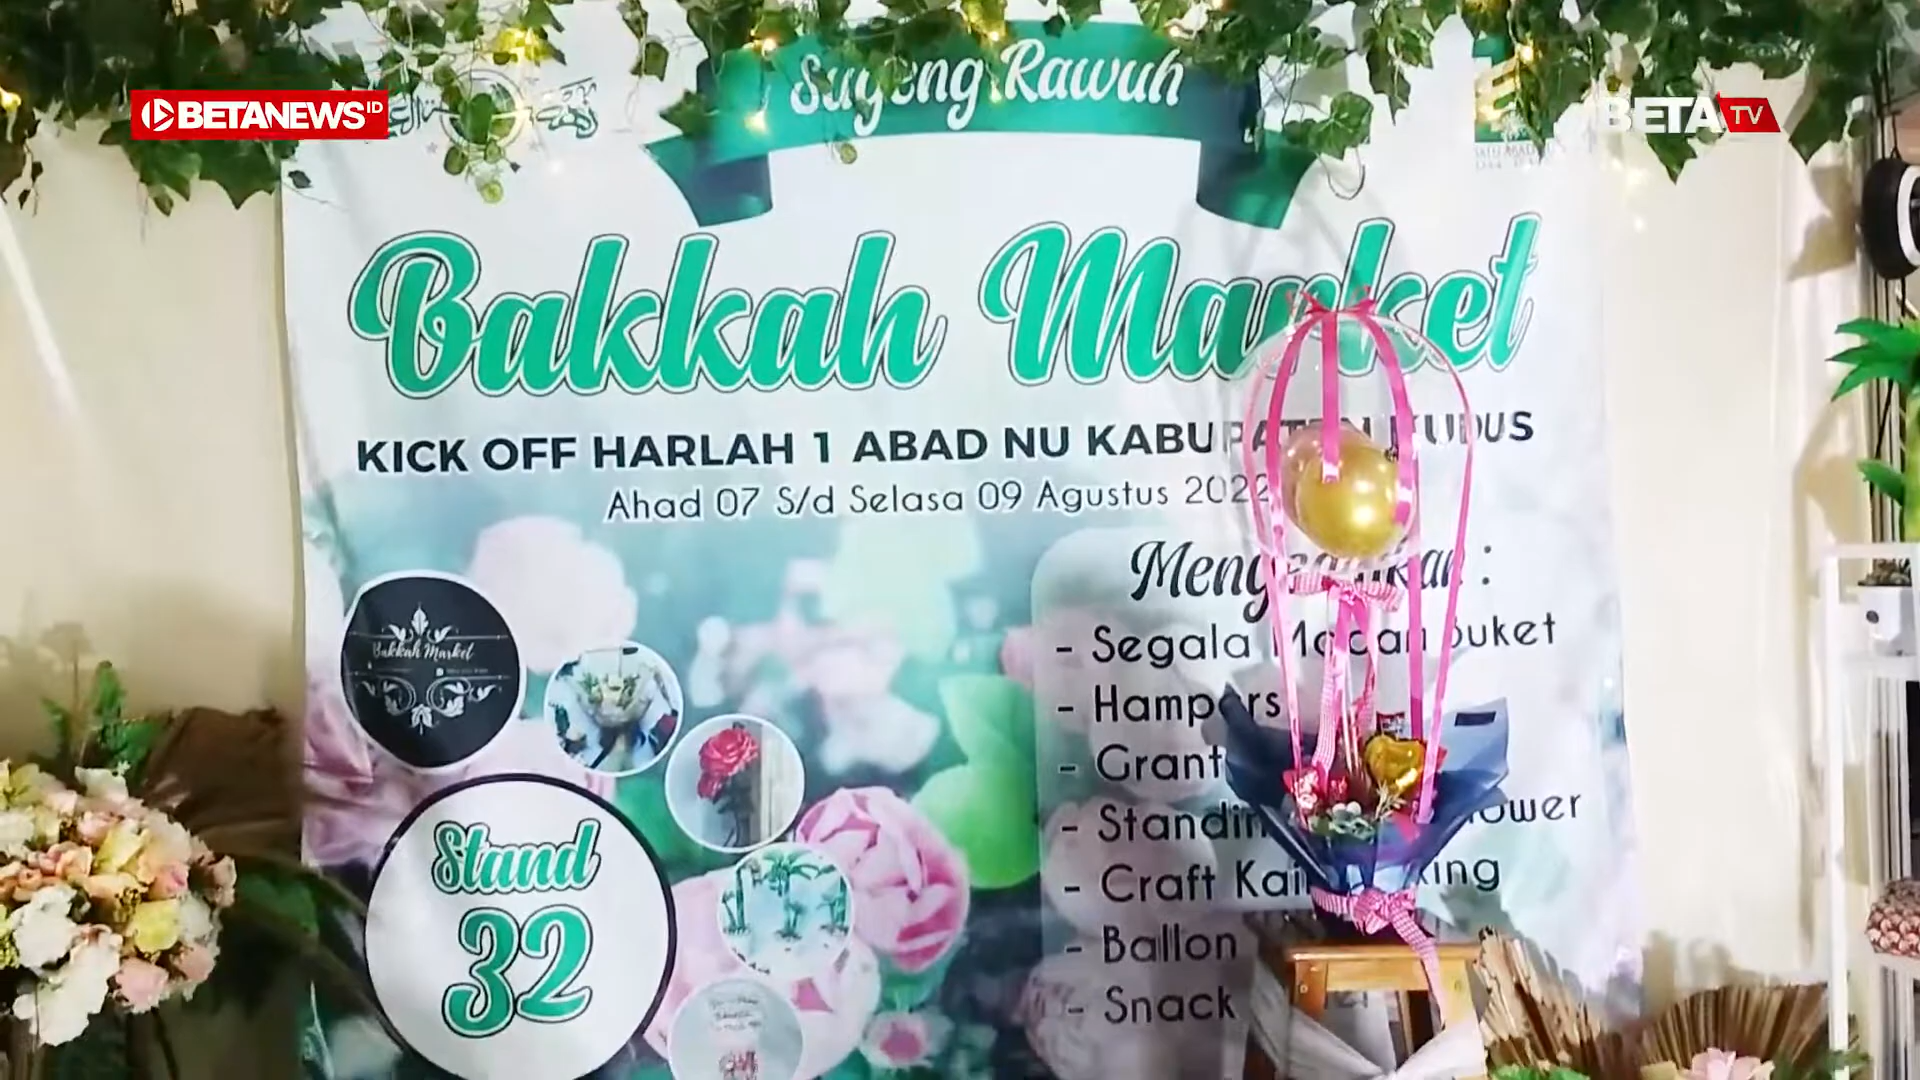 BETANEWS ID
BETA TV
Sugeng Rawuh
Bakkah Market
KICK OFF HARLAH 1 ABAD NU KABUPATEN KUDUS
Ahad 07 S/d Selasa 09 Agustus 2022
Menyediakan :
- Segala Macam Buket
- Hampers
- Grant
- Standing Flower
- Craft Kain
- Ballon
- Snack
Bakkah Market
Stand
32